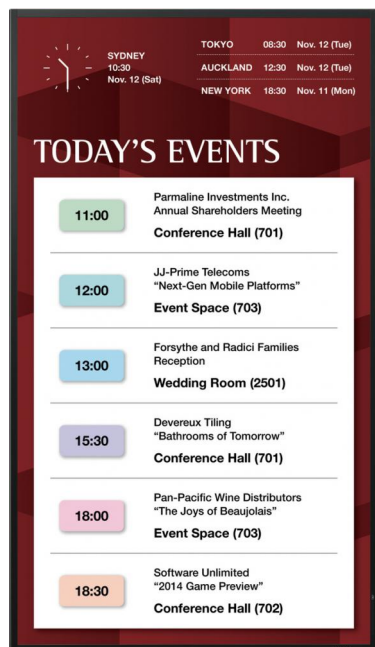 SYDNEY
10:30
Nov. 12 (Sat)
TOKYO 08:30 Nov. 12 (Tue)
AUCKLAND 12:30 Nov. 12 (Tue)
NEW YORK 18:30 Nov. 11 (Mon)
TODAY'S EVENTS
11:00
Parmaline Investments Inc.
Annual Shareholders Meeting
Conference Hall (701)
12:00
JJ-Prime Telecoms
“Next-Gen Mobile Platforms”
Event Space (703)
13:00
Forsythe and Radici Families
Reception
Wedding Room (2501)
15:30
Devereux Tiling
“Bathrooms of Tomorrow”
Conference Hall (701)
18:00
Pan-Pacific Wine Distributors
“The Joys of Beaujolais”
Event Space (703)
18:30
Software Unlimited
“2014 Game Preview”
Conference Hall (702)